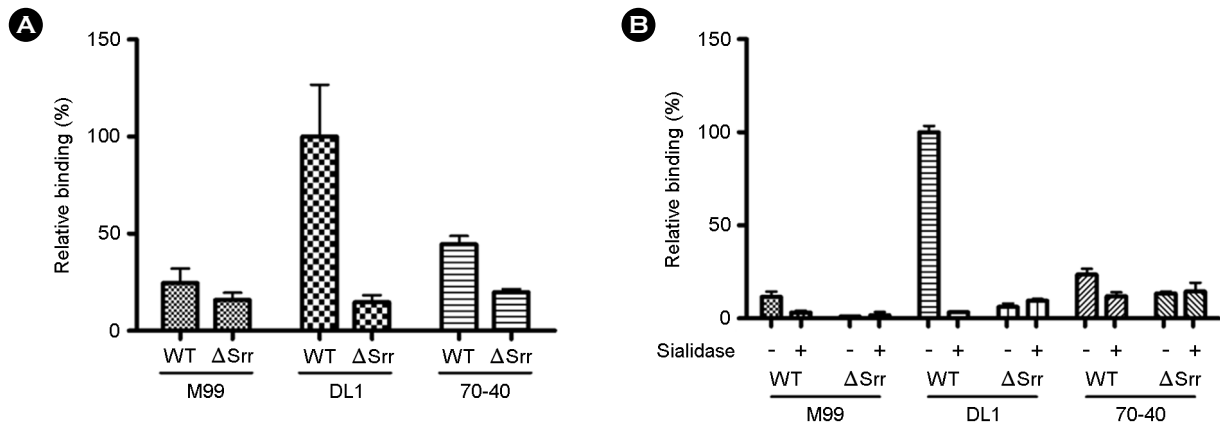 A
150
100
50
0
Relative binding (%)
WT ΔSrr WT ΔSrr WT ΔSrr
M99 DL1 70-40
B
150
100
50
0
Relative binding (%)
Sialidase - + - + - + - + - + - +
WT ΔSrr WT ΔSrr WT ΔSrr
M99 DL1 70-40